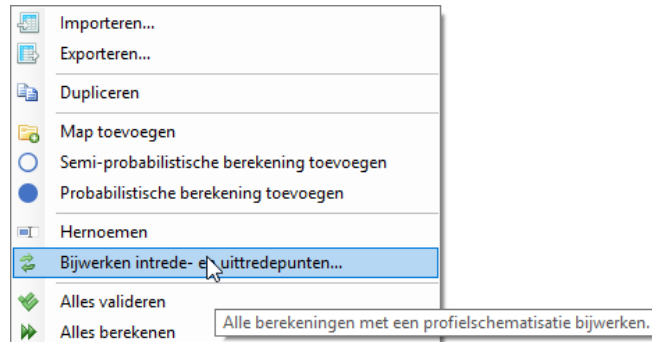 Importeren...
Exporteren...
Dupliceren
Map toevoegen
Semi-probabilistische berekening toevoegen
Probabilistische berekening toevoegen
Hernoemen
Bijwerken intrede- en uittredepunten...
Alles valideren
Alle berekeningen met een profielschematisatie bijwerken.
Alles berekenen